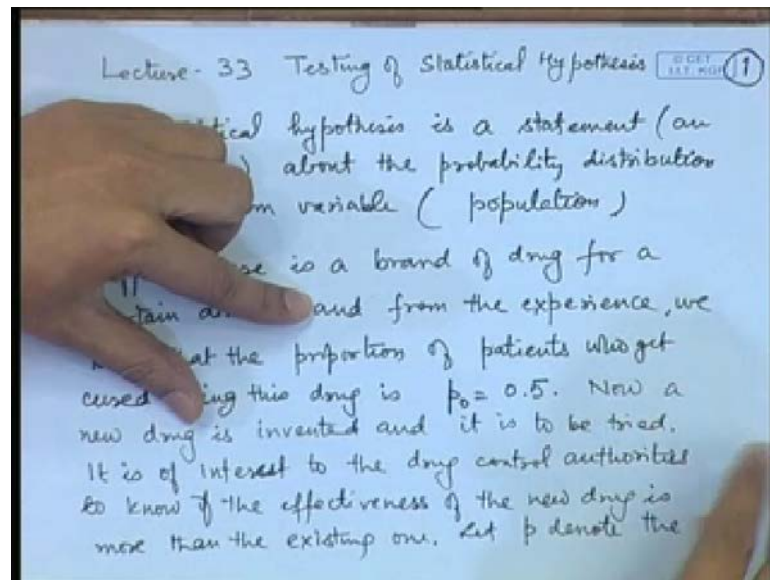 Lecture - 33 Testing of Statistical Hypothesis © CET I.I.T. KGP 1
tical hypothesis is a statement (an
) about the probability distribution
m variable ( population )
se is a brand of drug for a
tain and from the experience, we
at the proportion of patients who get
cured ing this drug is p₀ = 0.5. Now a
new drug is invented and it is to be tried.
It is of interest to the drug control authorities
to know if the effectiveness of the new drug is
more than the existing one. Let p denote the